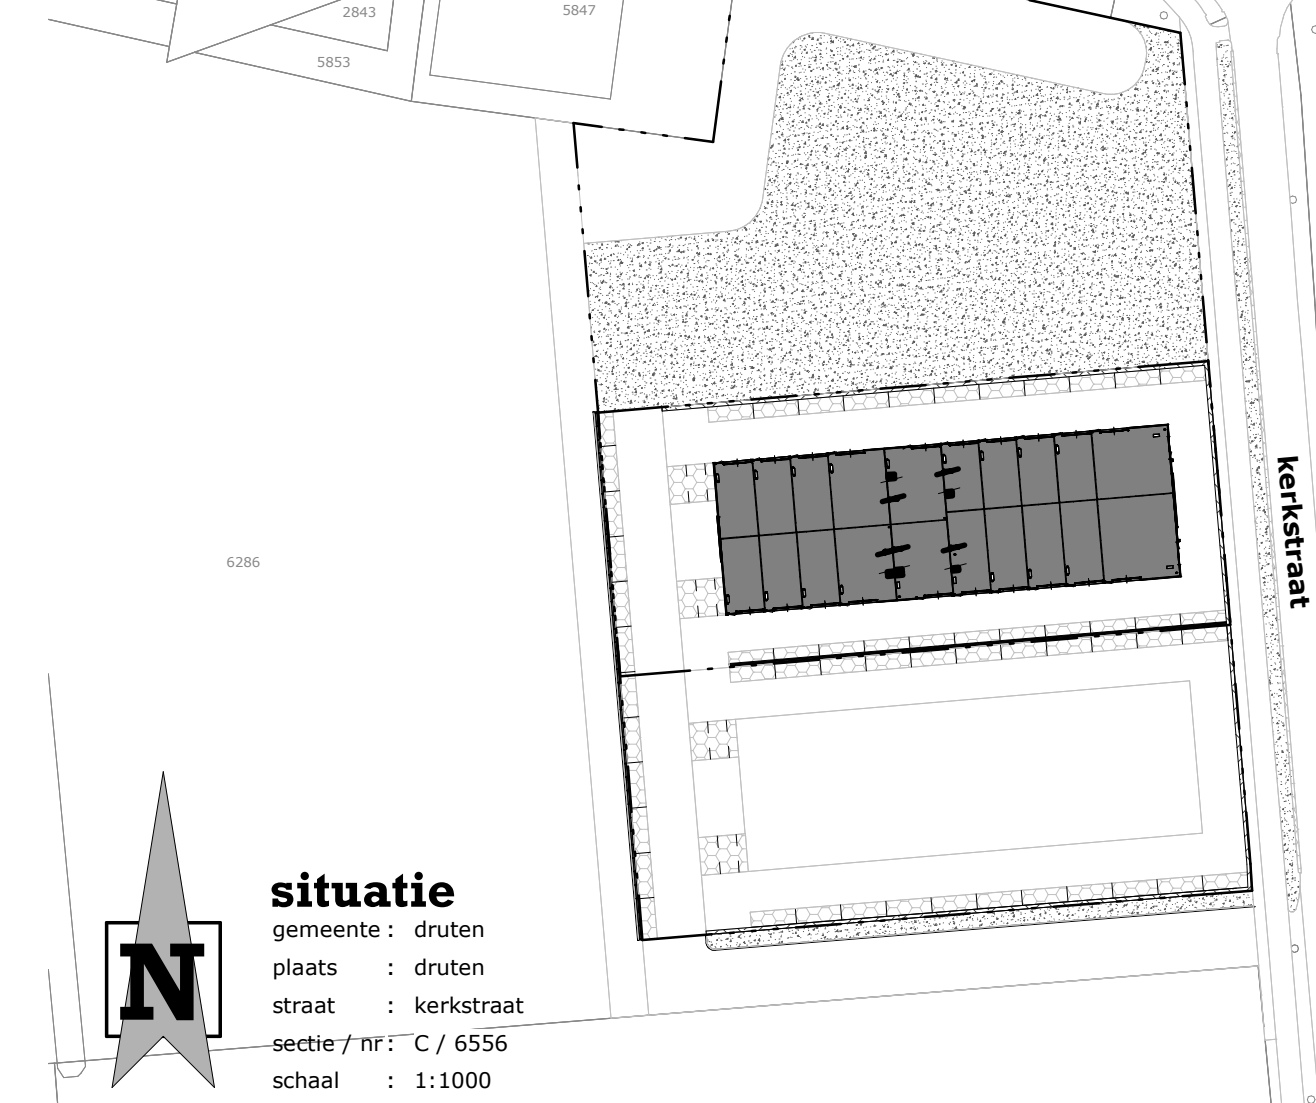 2843
5847
5853
kerkstraat
6286
N
situatie
gemeente : druten
plaats : druten
straat : kerkstraat
sectie / nr : C / 6556
schaal : 1:1000